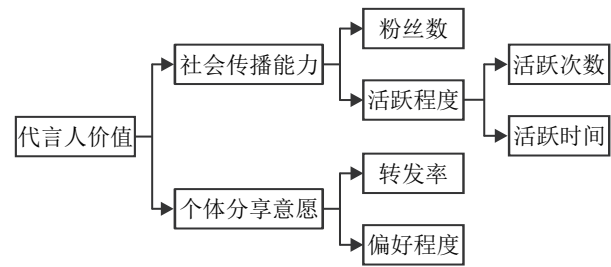 代言人价值
社会传播能力
粉丝数
活跃程度
活跃次数
活跃时间
个体分享意愿
转发率
偏好程度